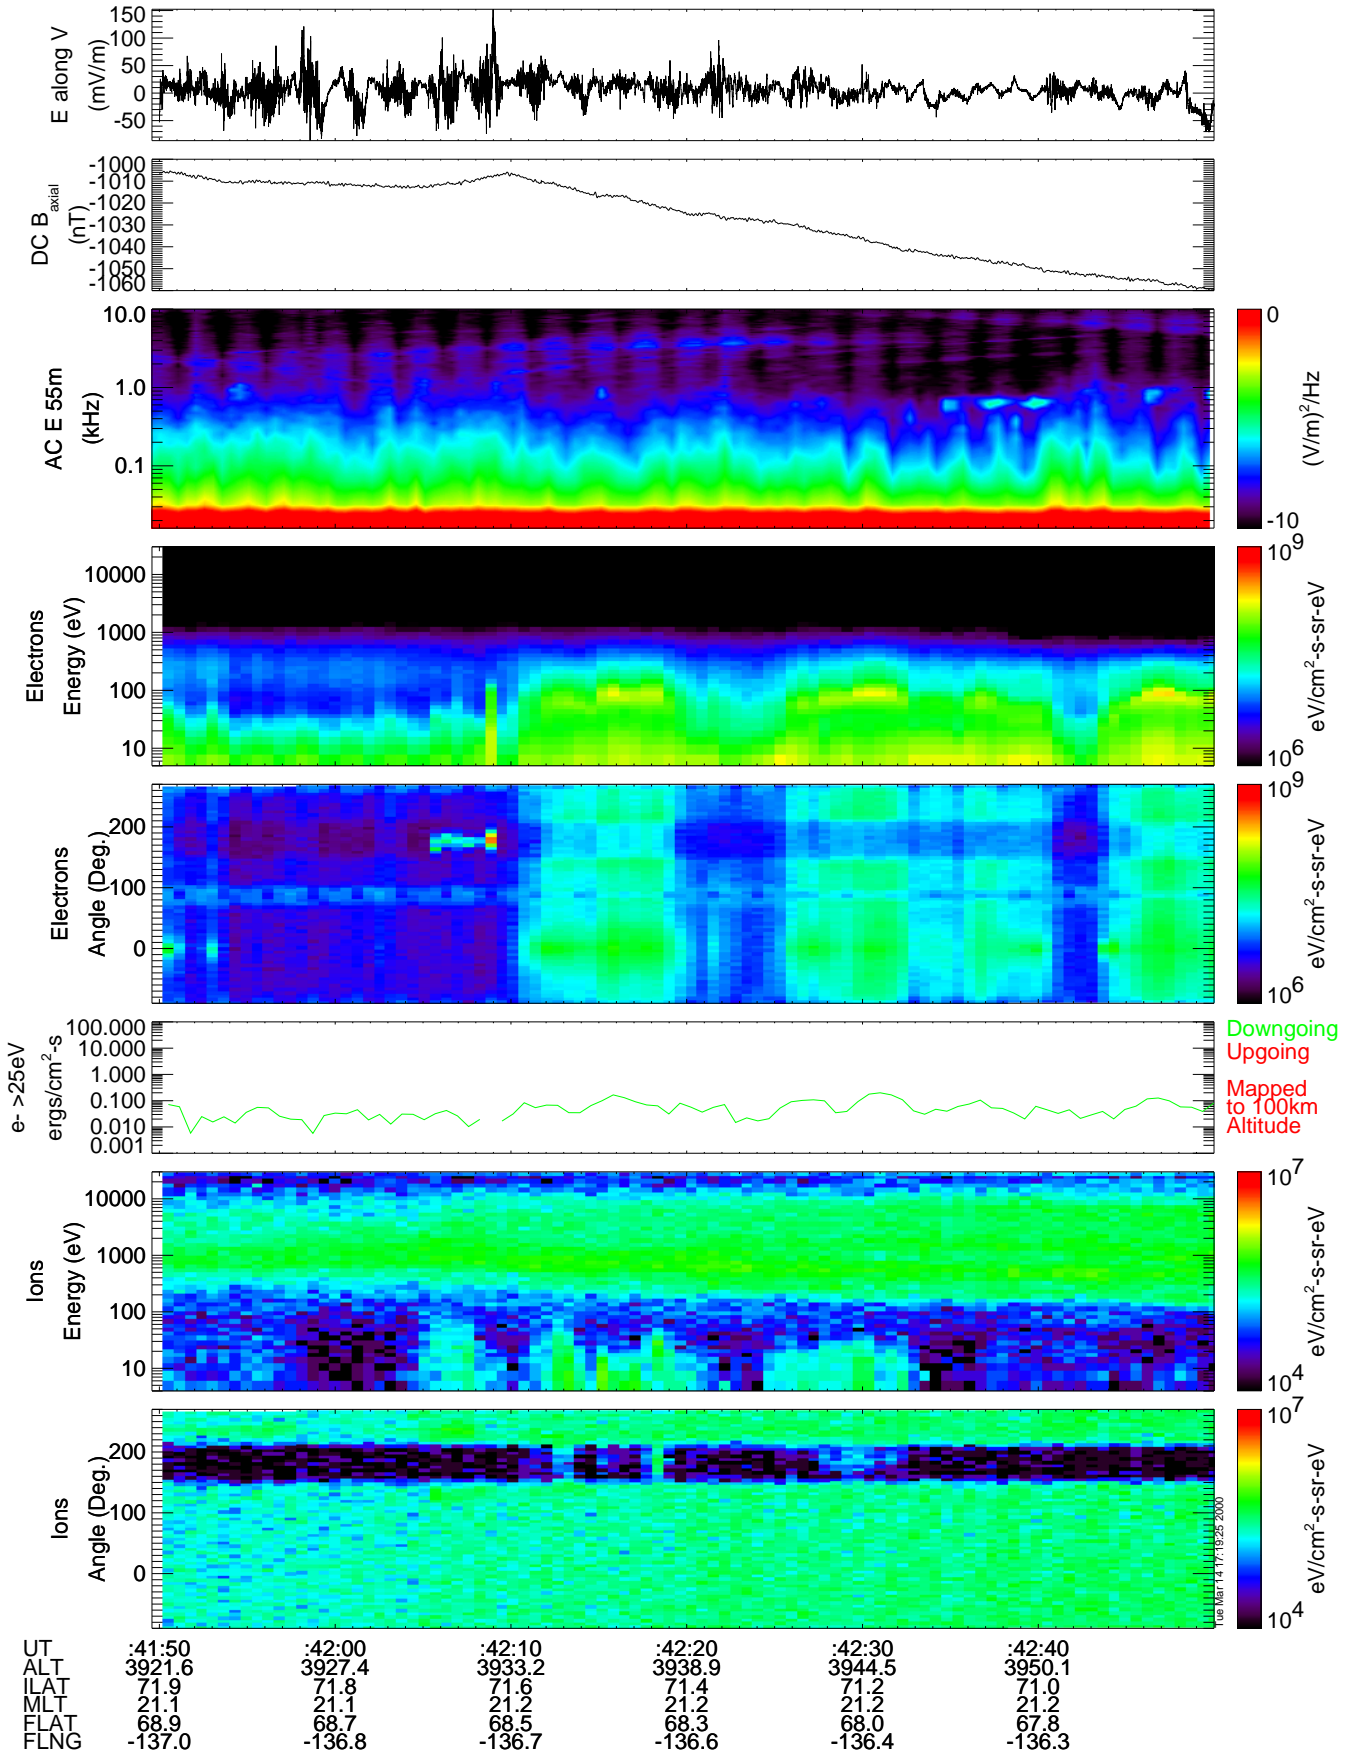 150
100
50
0
-50
E along V
(mV/m)
-1000
-1010
-1020
-1030
-1040
-1050
-1060
DC B axial
(nT)
10.0
1.0
0.1
AC E 55m
(kHz)
0
-10
(V/m)²/Hz
10000
1000
100
10
Electrons
Energy (eV)
10⁹
10⁶
eV/cm²-s-sr-eV
200
100
0
Electrons
Angle (Deg.)
10⁹
10⁶
eV/cm²-s-sr-eV
100.000
10.000
1.000
0.100
0.010
0.001
e- >25eV
ergs/cm²-s
Downgoing
Upgoing
Mapped
to 100km
Altitude
10000
1000
100
10
Ions
Energy (eV)
10⁷
10⁴
eV/cm²-s-sr-eV
200
100
0
Ions
Angle (Deg.)
10⁷
10⁴
eV/cm²-s-sr-eV
Tue Mar 14 17:19:25 2000
UT :41:50 :42:00 :42:10 :42:20 :42:30 :42:40
ALT 3921.6 3927.4 3933.2 3938.9 3944.5 3950.1
ILAT 71.9 71.8 71.6 71.4 71.2 71.0
MLT 21.1 21.1 21.2 21.2 21.2 21.2
FLAT 68.9 68.7 68.5 68.3 68.0 67.8
FLNG -137.0 -136.8 -136.7 -136.6 -136.4 -136.3